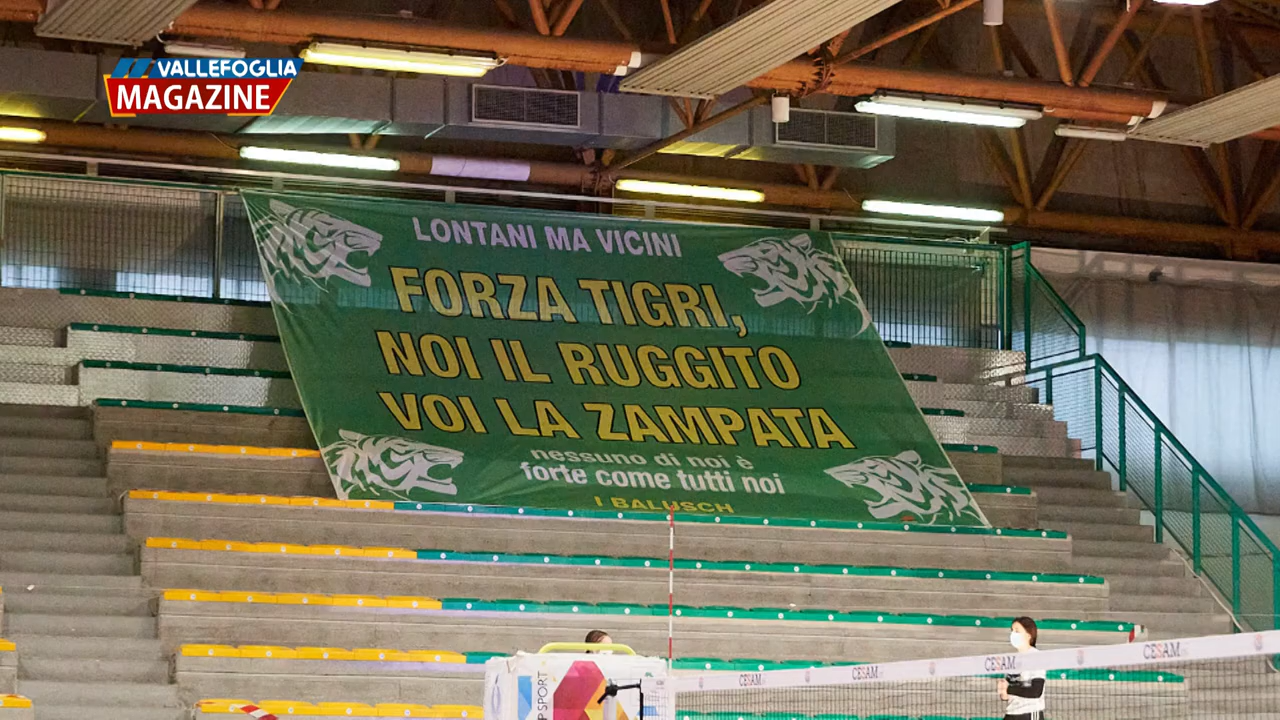 VALLEFOGLIA
MAGAZINE
LONTANI MA VICINI
FORZA TIGRI,
NOI IL RUGGITO
VOI LA ZAMPATA
nessuno di noi è
forte come tutti noi
I BALUSCH
CESAM
CESAM
CESAM
CESAM
P SPORT